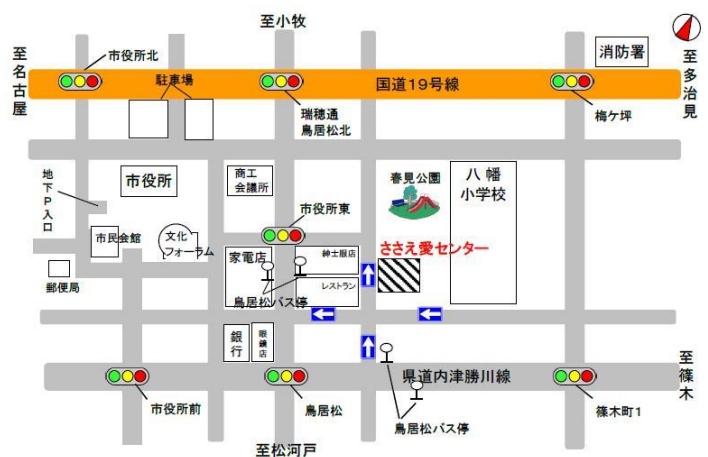 至小牧
至名古屋
市役所北
消防署
至多治見
駐車場
国道19号線
瑞穂通
鳥居松北
梅ケ坪
地下P入口
市役所
商工
会議所
春見公園
八幡
小学校
市役所東
市民会館
文化
フォーラム
家電店
紳士服店
ささえ愛センター
郵便局
レストラン
鳥居松バス停
銀行
眼鏡店
県道内津勝川線
至篠木
市役所前
鳥居松
鳥居松バス停
篠木町1
至松河戸